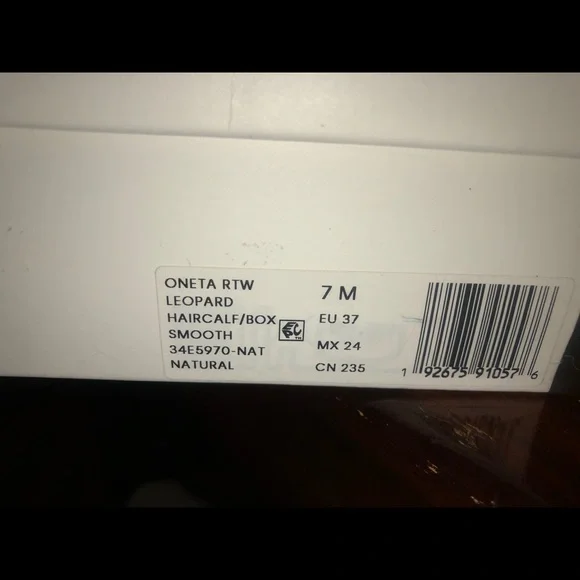 ONETA RTW
LEOPARD
HAIRCALF/BOX
SMOOTH
34E5970-NAT
NATURAL
7 M
EU 37
MX 24
CN 235
1 92675 91057 6